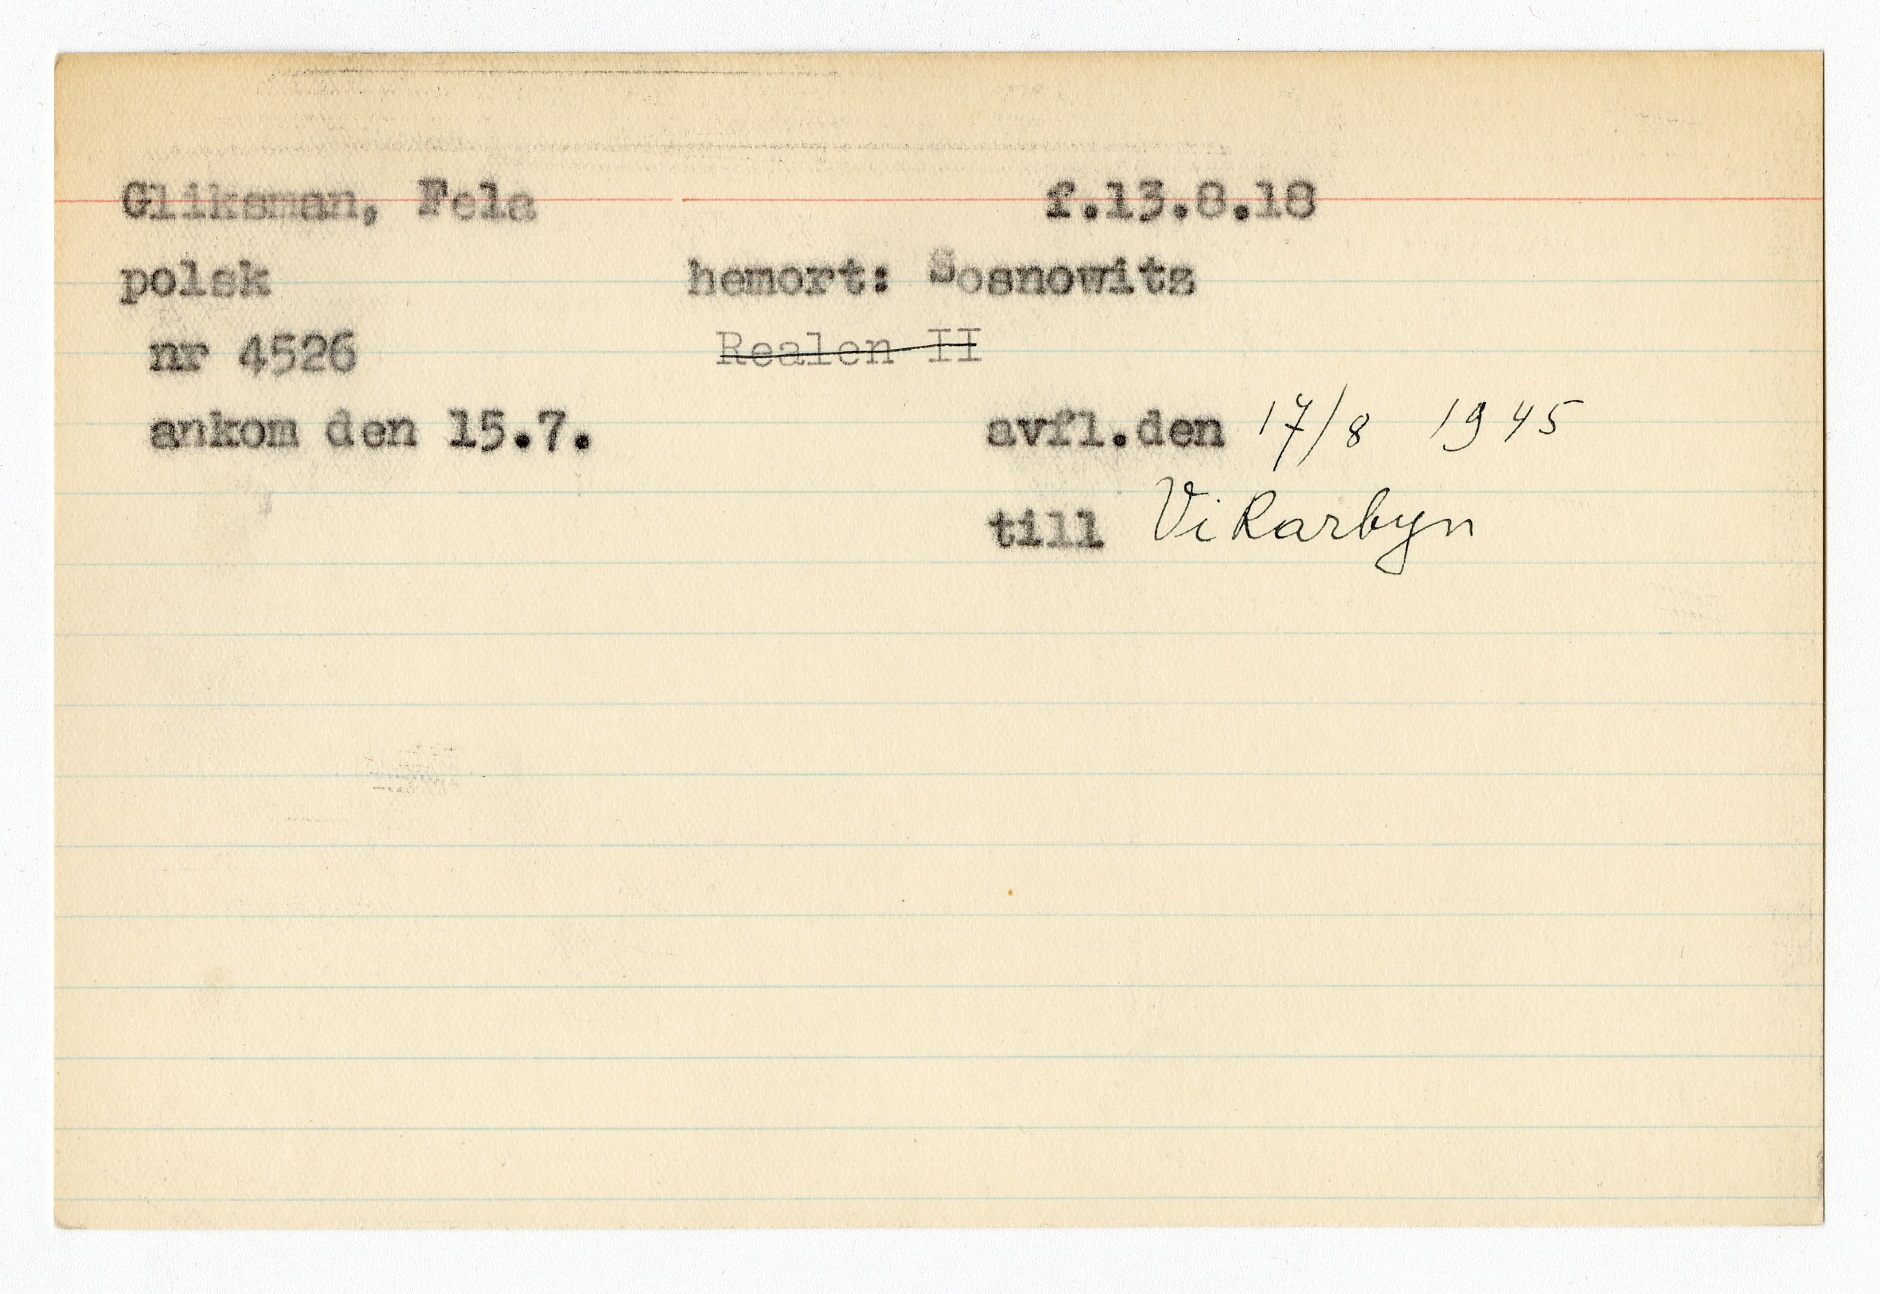 Gliksman, Fela f.13.8.18
polsk hemort: Sosnowitz
nr 4526 Realen II
ankom den 15.7. avfl.den 17/8 1945
till Vikarbyn